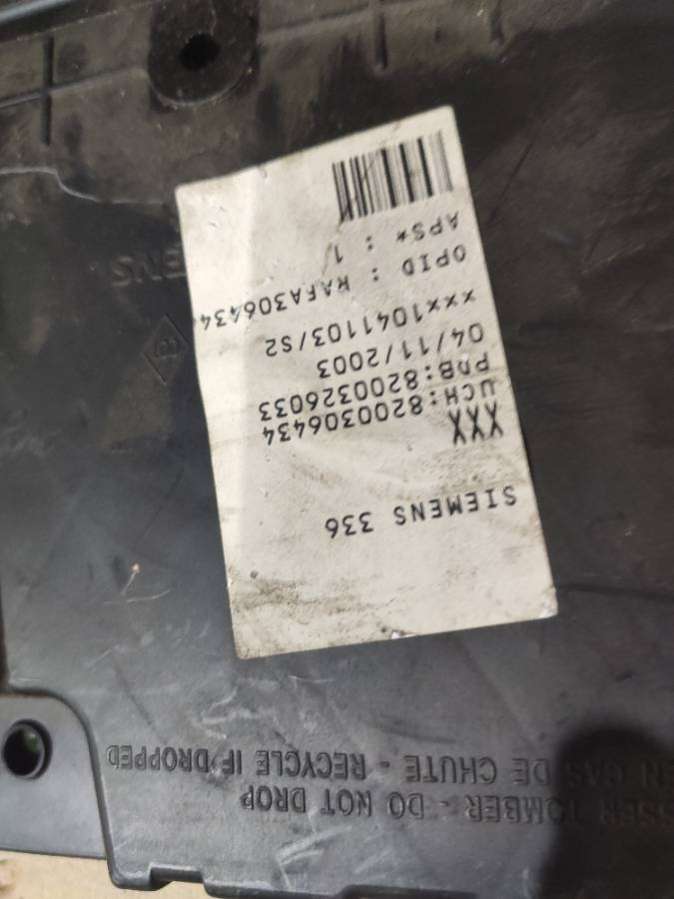 SIEMENS 336
XXX
UCH:8200306434
PDB:8200326033
04/11/2003
xxx1041103/S2
OPID : RAFA306434
APS* : 1
SSER TOMBER - DO NOT DROP
EN CAS DE CHUTE - RECYCLE IF DROPPED